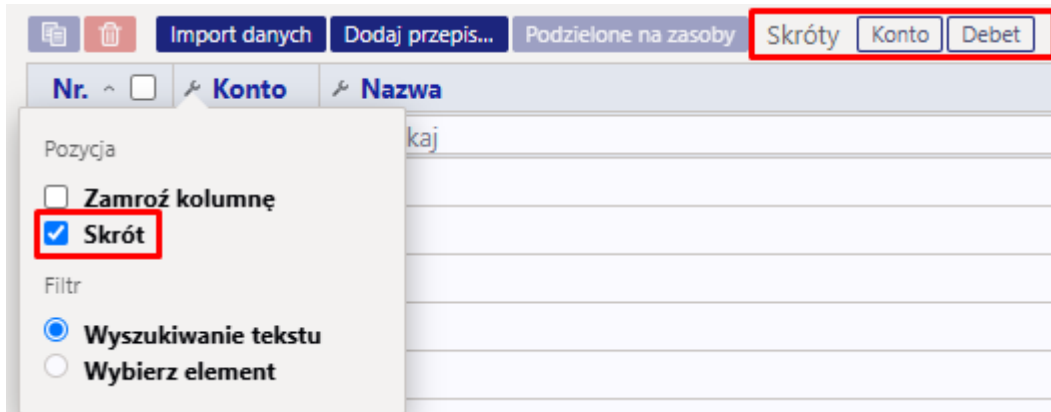 Import danych Dodaj przepis... Podzielone na zasoby Skróty Konto Debet
Nr. Konto Nazwa
kaj
Pozycja
Zamroź kolumnę
Skrót
Filtr
Wyszukiwanie tekstu
Wybierz element